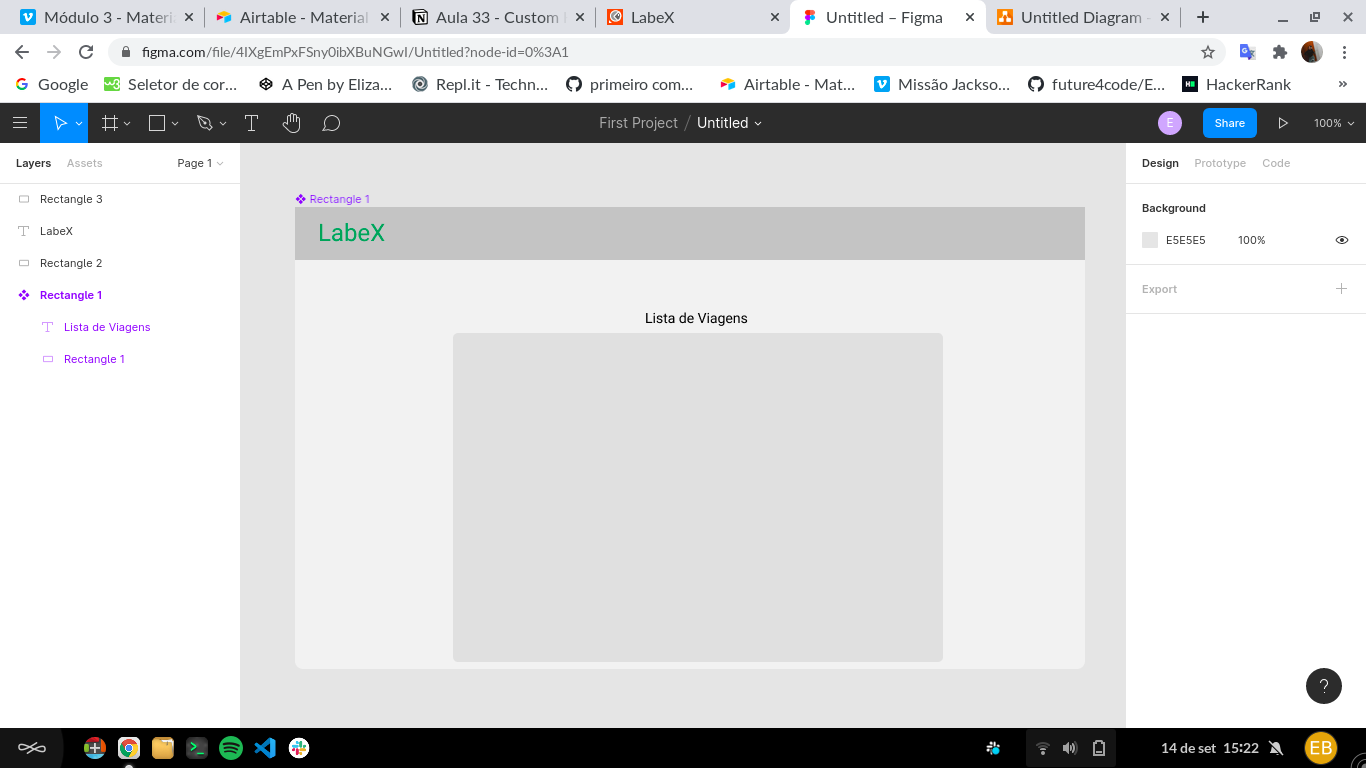 Módulo 3 - Materi
Airtable - Material
Aula 33 - Custom
LabeX
Untitled – Figma
Untitled Diagram -
figma.com/file/4IXgEmPxFSny0ibXBuNGwI/Untitled?node-id=0%3A1
Google
Seletor de cor...
A Pen by Eliza...
Repl.it - Techn...
primeiro com...
Airtable - Mat...
Missão Jackso...
future4code/E...
HackerRank
»
First Project / Untitled
E
Share
100%
Layers
Assets
Page 1
Design
Prototype
Code
Rectangle 3
LabeX
Rectangle 2
Rectangle 1
Lista de Viagens
Rectangle 1
Rectangle 1
LabeX
Lista de Viagens
Background
E5E5E5
100%
Export
?
14 de set
15:22
EB